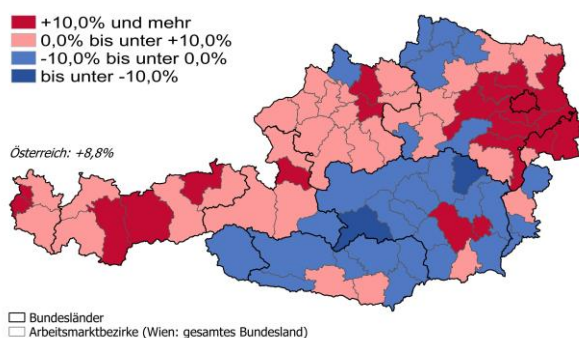 +10,0% und mehr
0,0% bis unter +10,0%
-10,0% bis unter 0,0%
bis unter -10,0%
Österreich: +8,8%
Bundesländer
Arbeitsmarktbezirke (Wien: gesamtes Bundesland)